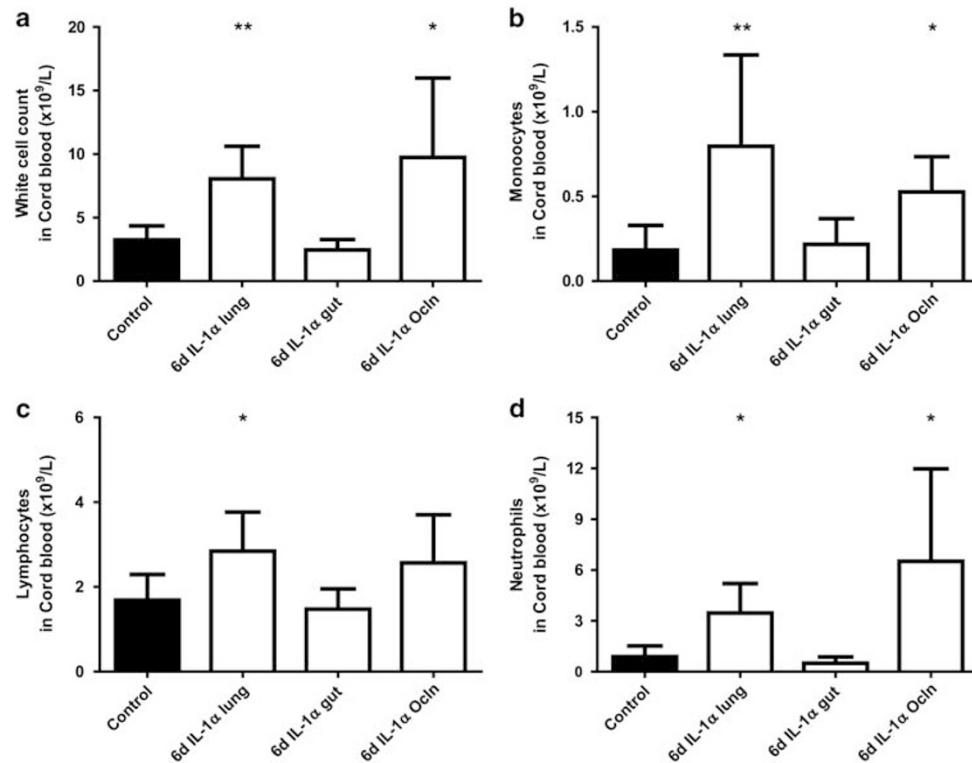 a
White cell count
in Cord blood (x10⁹/L)
20
15
10
5
0
** *
Control
6d IL-1α lung
6d IL-1α gut
6d IL-1α Ocln
b
Monoocytes
in Cord blood (x10⁹/L)
1.5
1.0
0.5
0.0
** *
Control
6d IL-1α lung
6d IL-1α gut
6d IL-1α Ocln
c
Lymphocytes
in Cord blood (x10⁹/L)
6
4
2
0
*
Control
6d IL-1α lung
6d IL-1α gut
6d IL-1α Ocln
d
Neutrophils
in Cord blood (x10⁹/L)
15
12
9
6
3
0
* *
Control
6d IL-1α lung
6d IL-1α gut
6d IL-1α Ocln